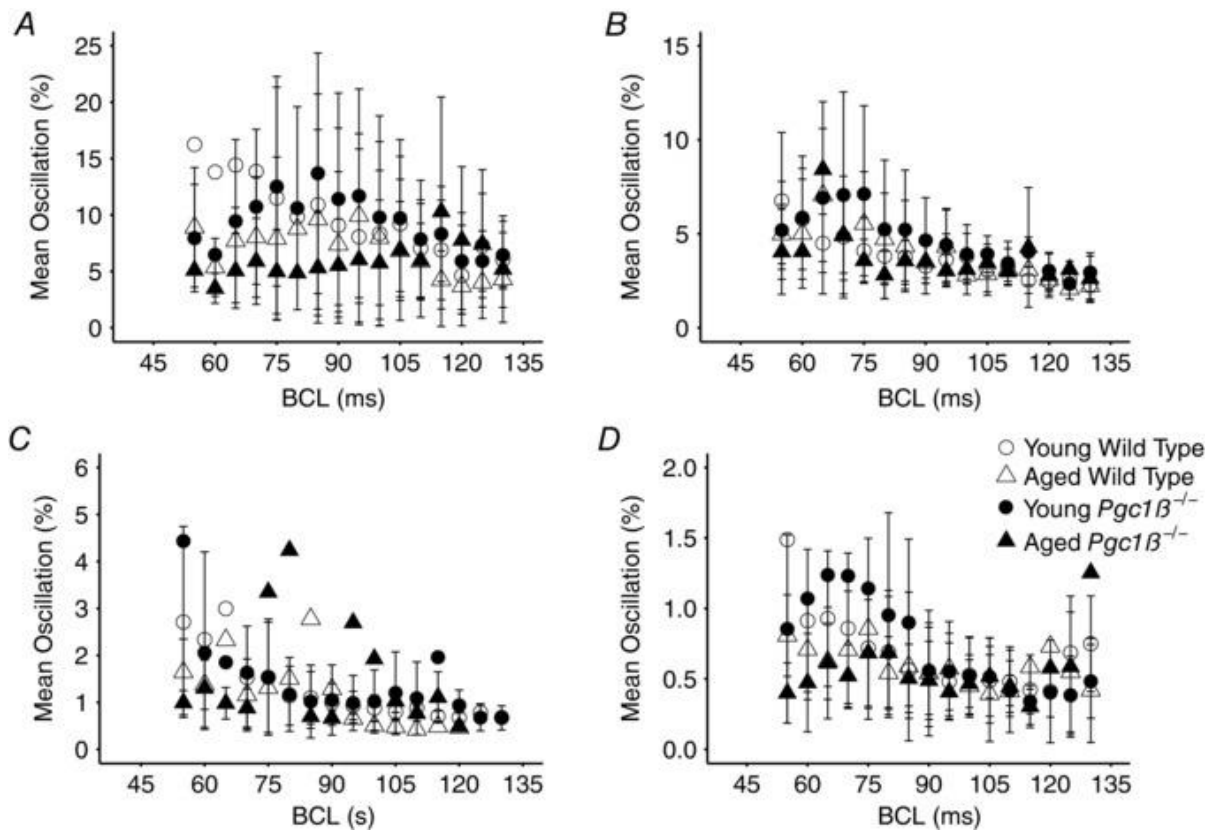 A
25
20
15
10
5
0
Mean Oscillation (%)
45 60 75 90 105 120 135
BCL (ms)
B
15
10
5
0
Mean Oscillation (%)
45 60 75 90 105 120 135
BCL (ms)
C
6
5
4
3
2
1
0
Mean Oscillation (%)
45 60 75 90 105 120 135
BCL (s)
D
2.0
1.5
1.0
0.5
0.0
Mean Oscillation (%)
45 60 75 90 105 120 135
BCL (ms)
Young Wild Type
Aged Wild Type
Young Pgc1ß⁻/⁻
Aged Pgc1ß⁻/⁻